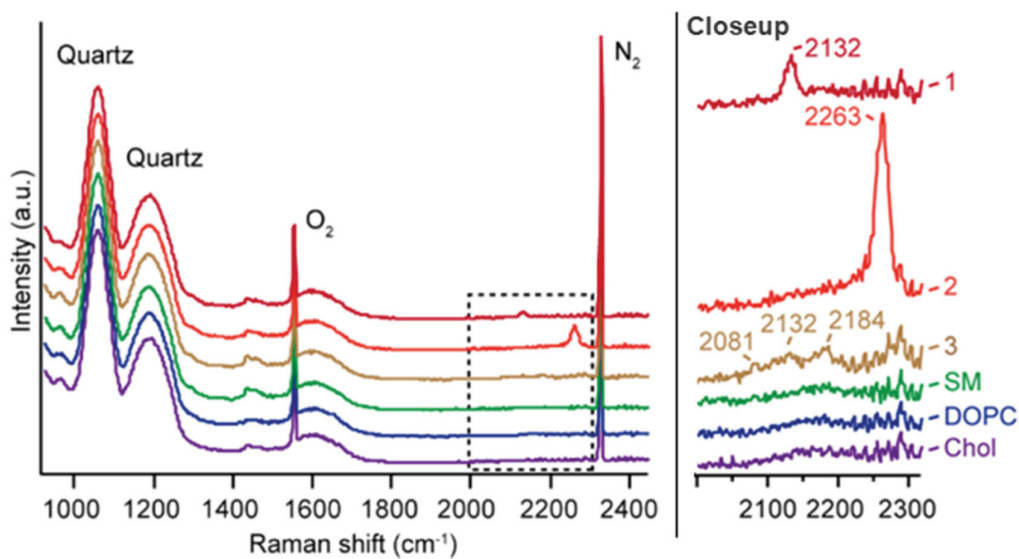 Quartz
Quartz
O2
N2
Intensity (a.u.)
1000 1200 1400 1600 1800 2000 2200 2400
Raman shift (cm-1)
Closeup
2132
1
2263
2
2081 2132 2184
3
SM
DOPC
Chol
2100 2200 2300